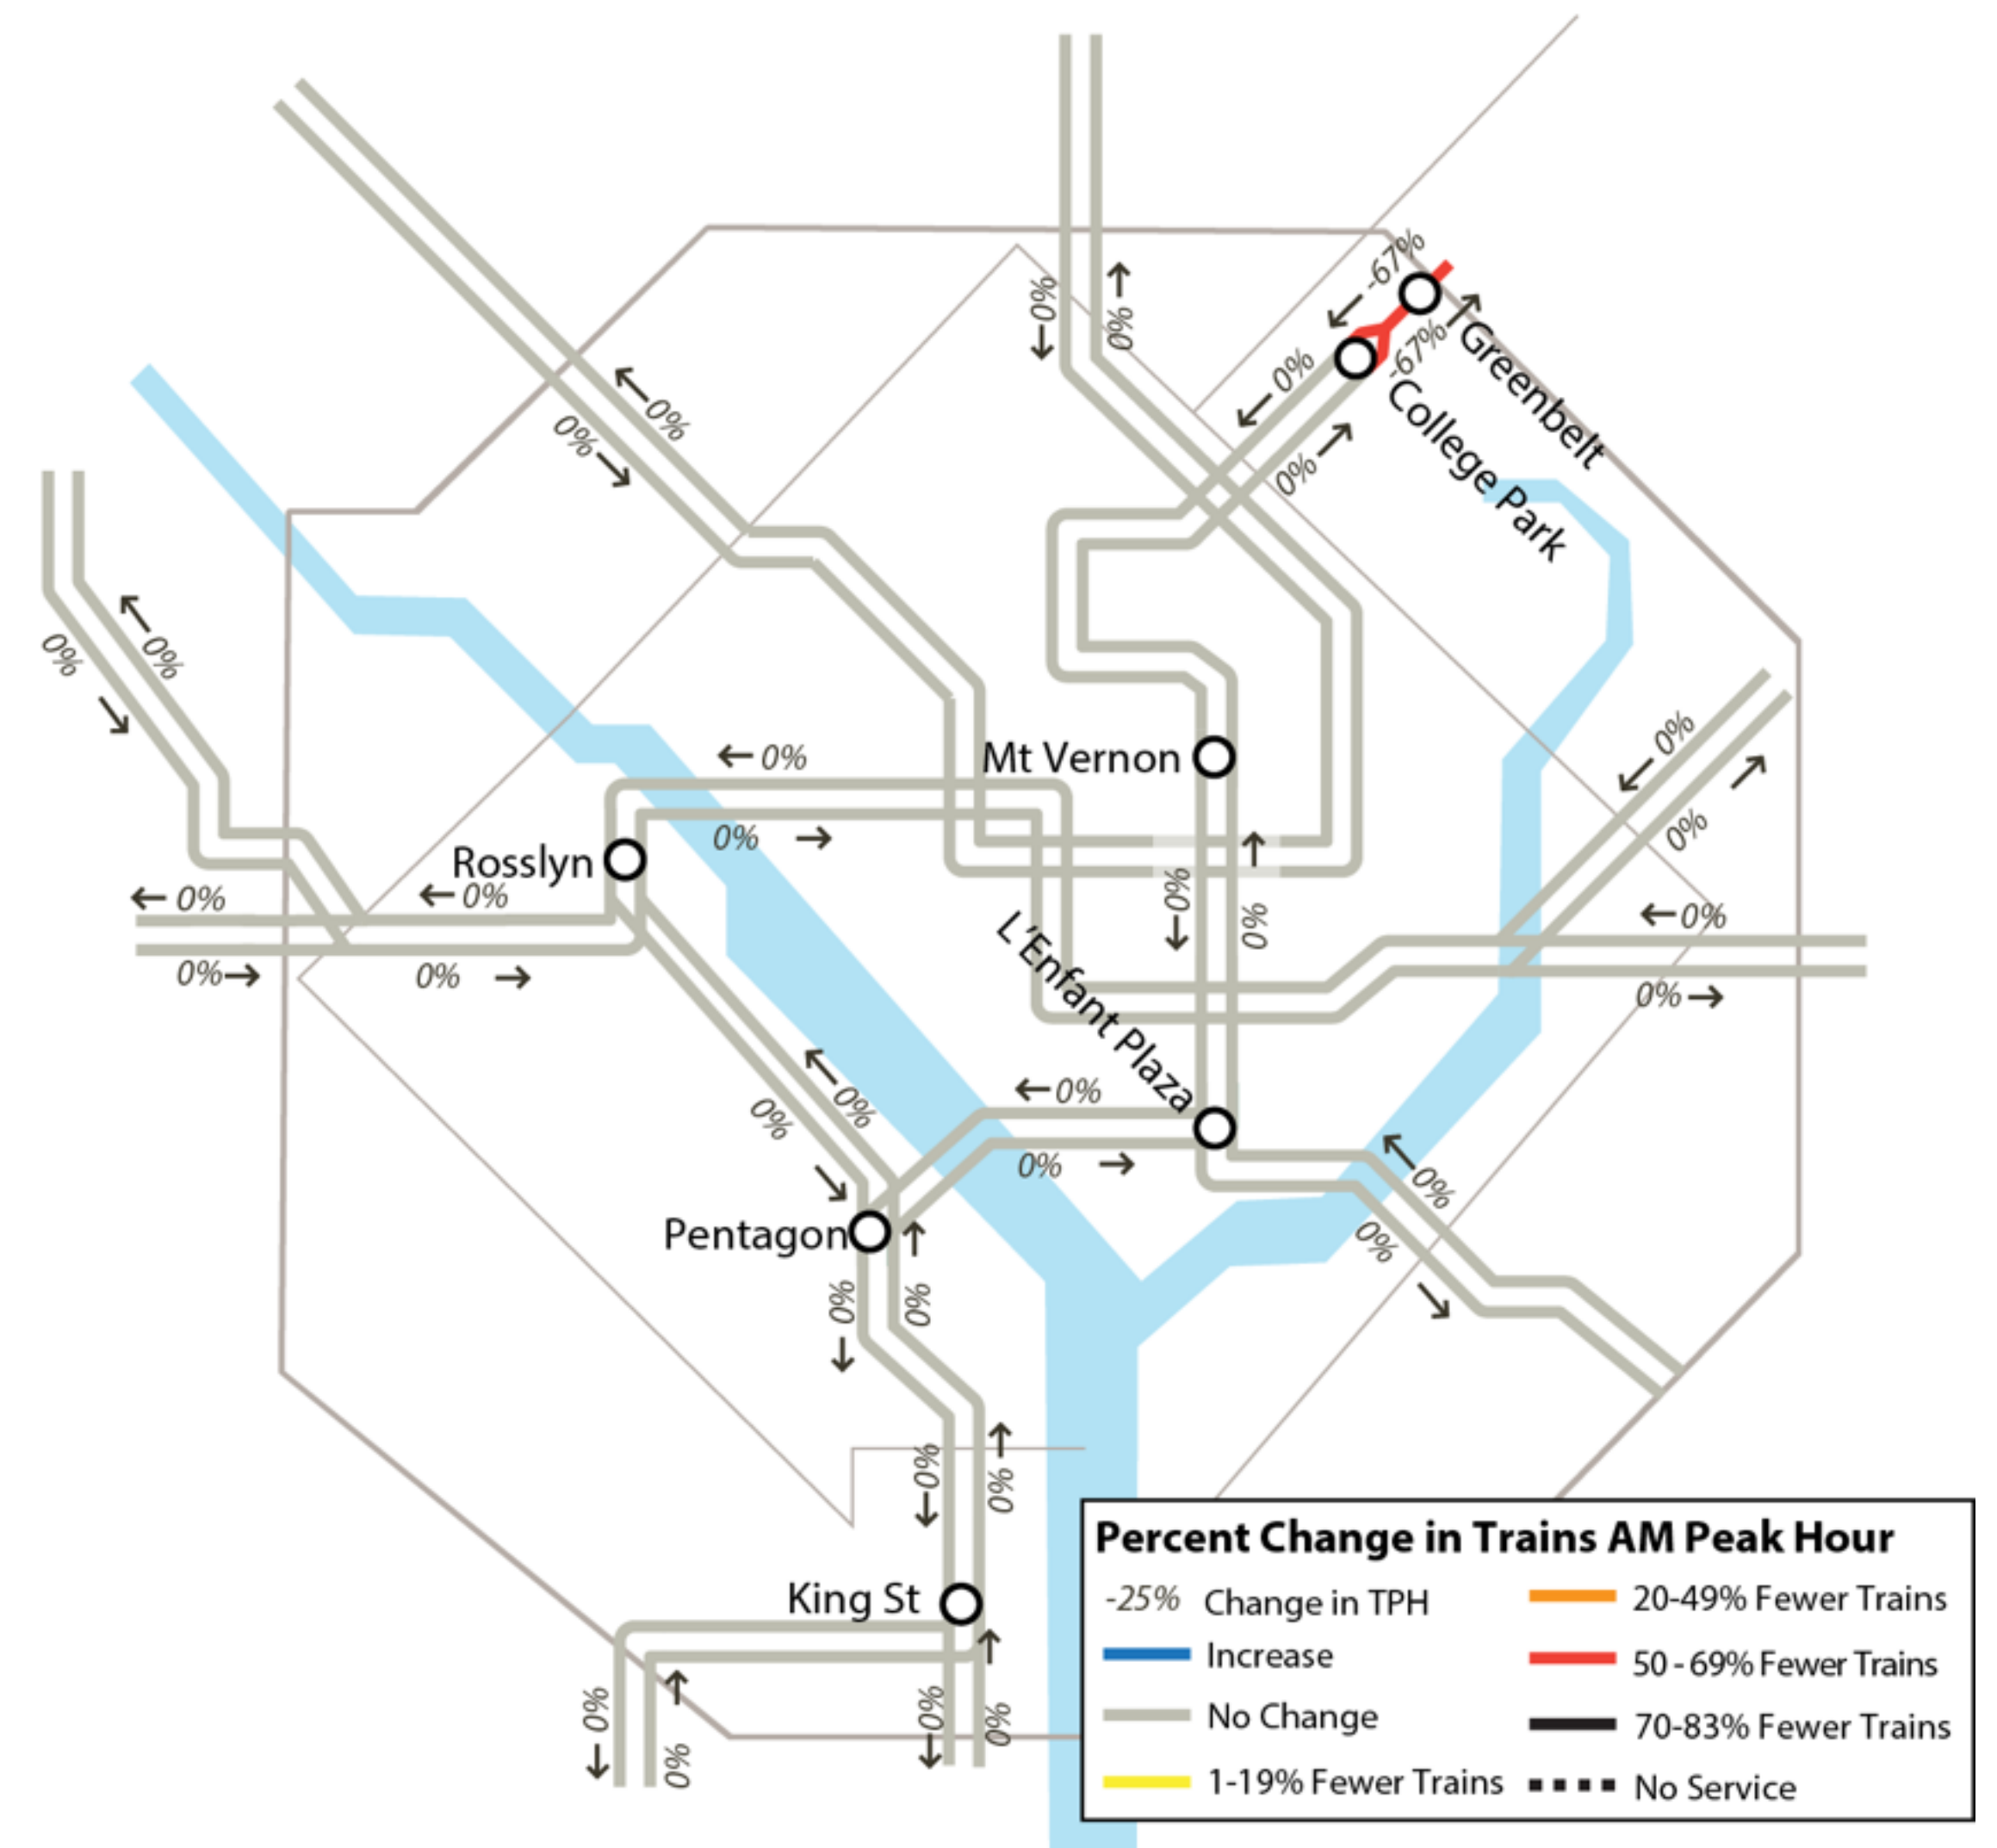 -67%
Greenbelt
-67%
College Park
0%
0%
0%
0%
0%
0%
0%
0%
Mt Vernon
0%
0%
Rosslyn
0%
0%
0%
0%
0%
0%
L'Enfant Plaza
0%
0%
0%
0%
0%
0%
0%
0%
Pentagon
0%
0%
0%
0%
0%
0%
King St
0%
0%
0%
0%
Percent Change in Trains AM Peak Hour
-25% Change in TPH
Increase
No Change
1-19% Fewer Trains
20-49% Fewer Trains
50 - 69% Fewer Trains
70-83% Fewer Trains
No Service